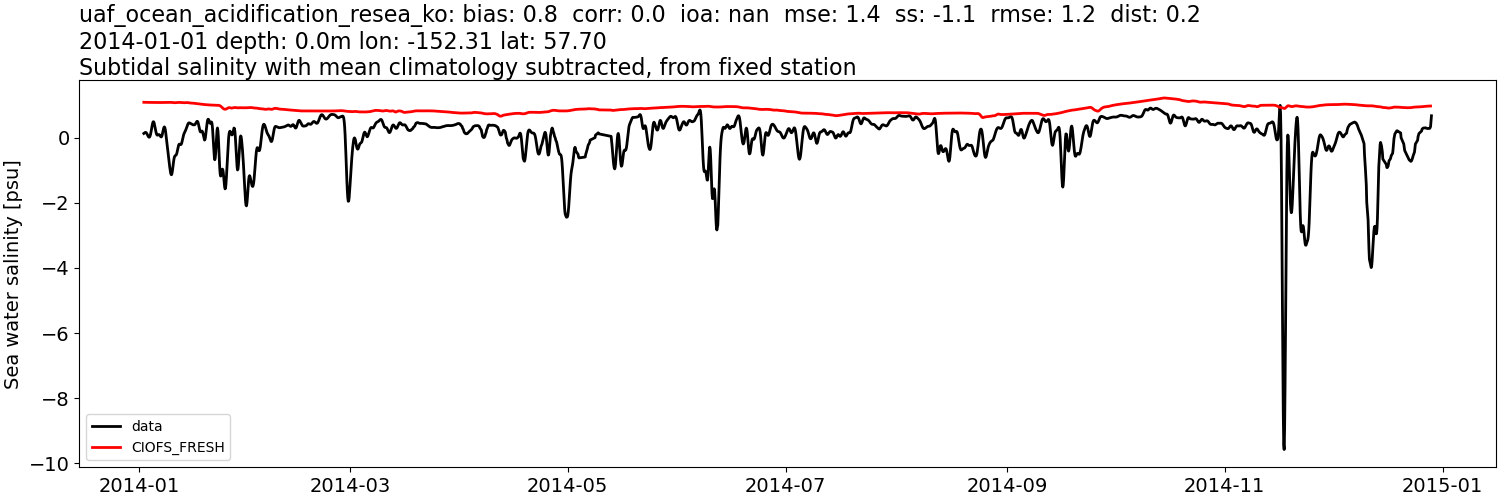 uaf_ocean_acidification_resea_ko: bias: 0.8  corr: 0.0  ioa: nan  mse: 1.4  ss: -1.1  rmse: 1.2  dist: 0.2
2014-01-01 depth: 0.0m lon: -152.31 lat: 57.70
Subtidal salinity with mean climatology subtracted, from fixed station
Sea water salinity [psu]
0
−2
−4
−6
−8
−10
data
CIOFS_FRESH
2014-01
2014-03
2014-05
2014-07
2014-09
2014-11
2015-01